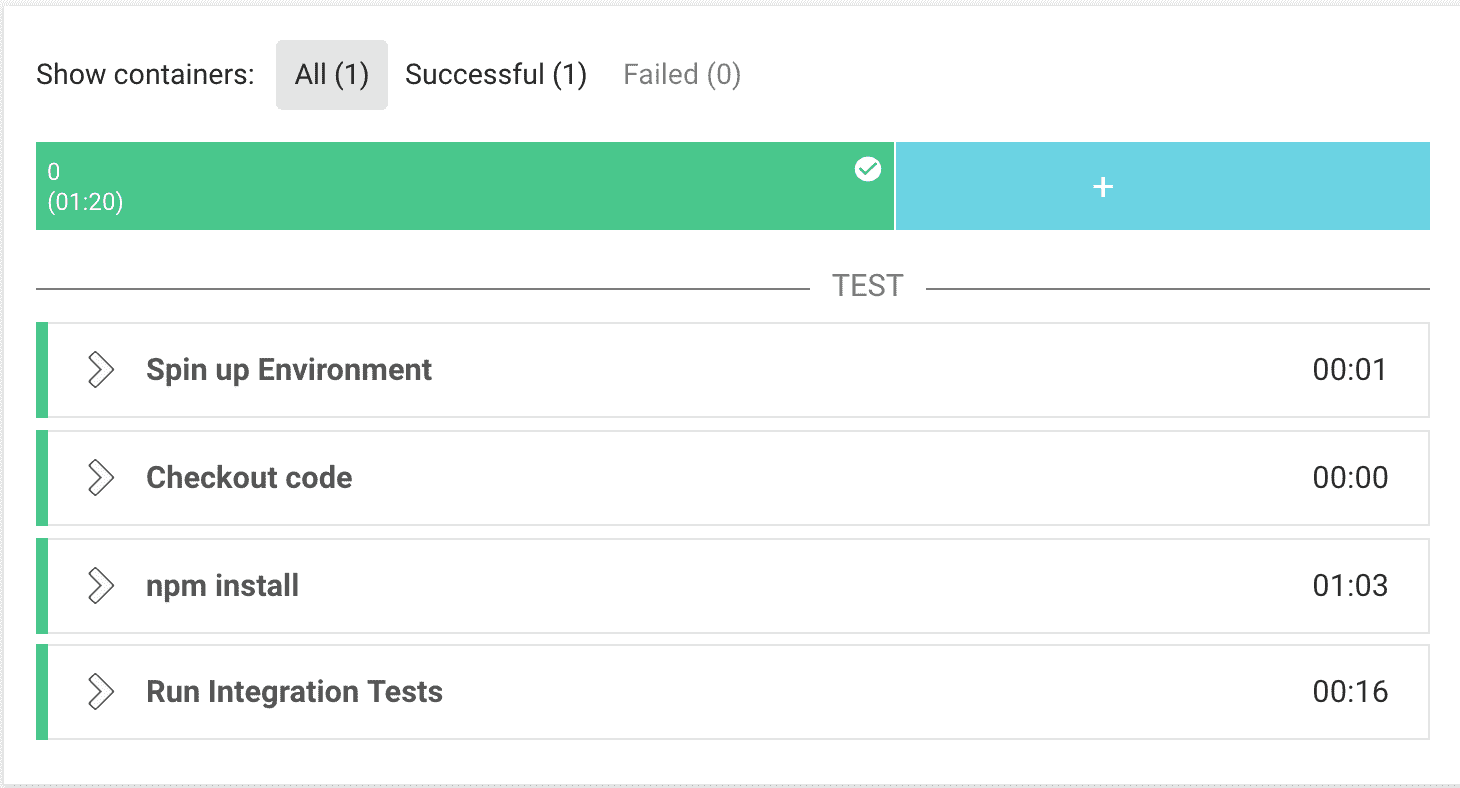 Show containers: All (1) Successful (1) Failed (0)
0
(01:20)
+
TEST
Spin up Environment 00:01
Checkout code 00:00
npm install 01:03
Run Integration Tests 00:16